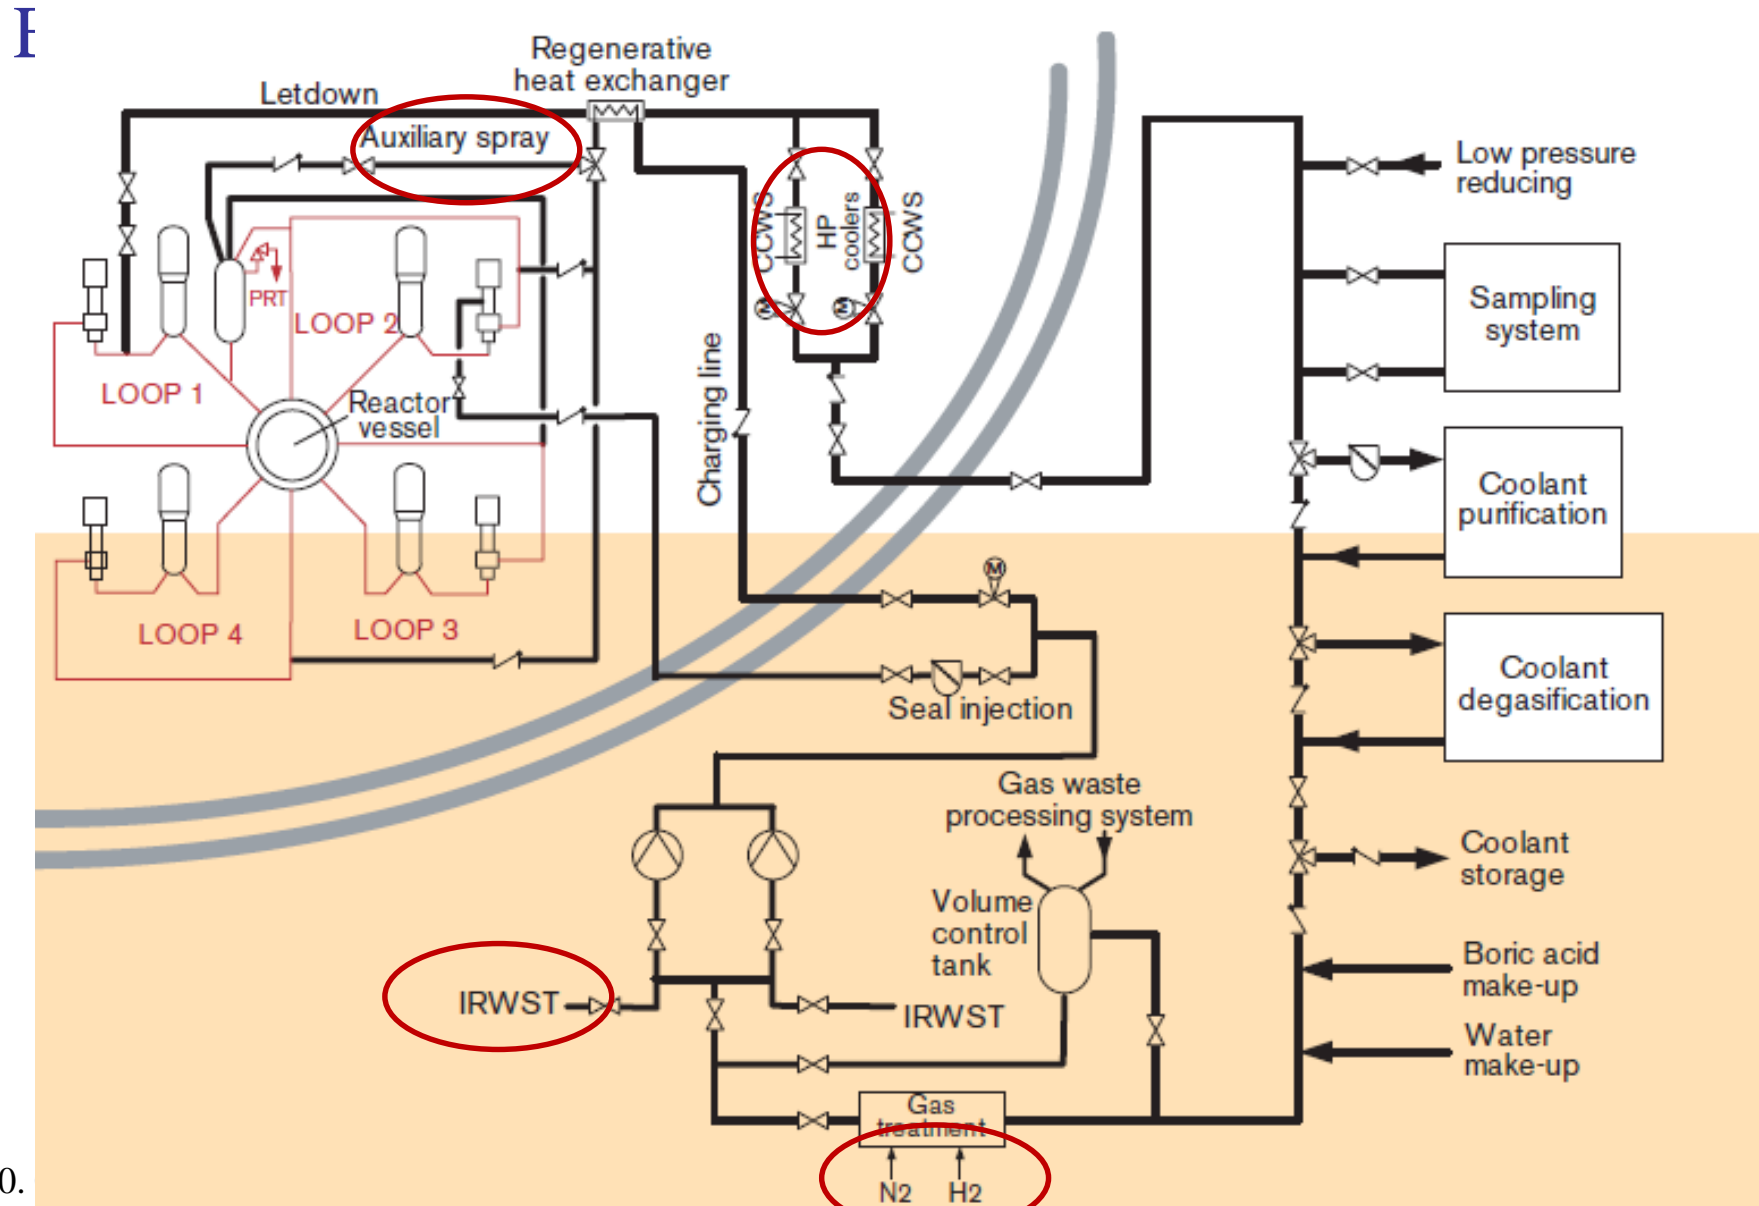 Regenerative
heat exchanger
Letdown
Auxiliary spray
Low pressure
reducing
CCWS
HP
coolers
CCWS
Sampling
system
PRT
LOOP 2
LOOP 1
Charging line
Reactor
vessel
Coolant
purification
M
M
M
LOOP 4
LOOP 3
Coolant
degasification
Seal injection
Gas waste
processing system
Coolant
storage
Volume
control
tank
Boric acid
make-up
IRWST
IRWST
Water
make-up
Gas
treatment
N2
H2
0.